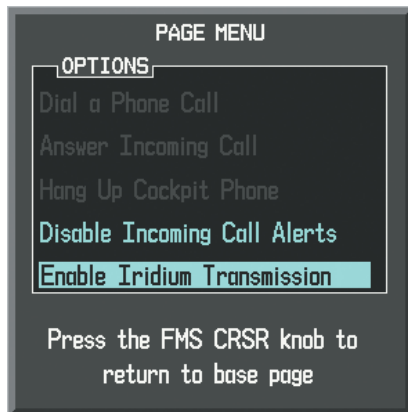 PAGE MENU
OPTIONS
Dial a Phone Call
Answer Incoming Call
Hang Up Cockpit Phone
Disable Incoming Call Alerts
Enable Iridium Transmission
Press the FMS CRSR knob to
return to base page